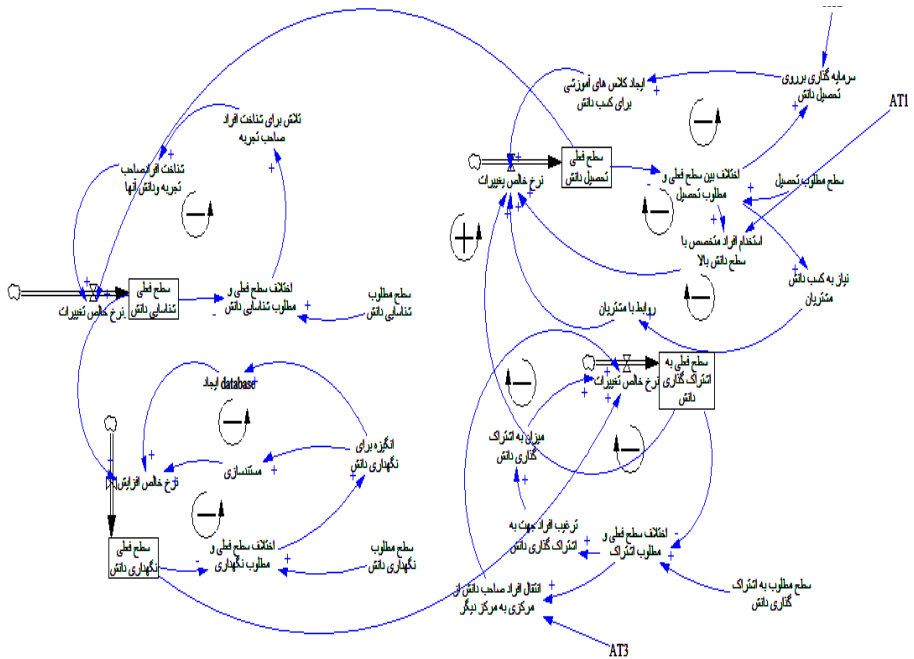 سرمایه گذاری برروی
تحصیل دانش
ایجاد کلاس های آموزشی
برای کسب دانش
AT1
تلاش برای شناخت افراد
صاحب تجربه
شناخت افرادصاحب
تجربه ودانش آنها
سطح فعلی
تحصیل دانش
نرخ خالص تغییرات
اختلاف بین سطح فعلی و
مطلوب تحصیل
سطح مطلوب تحصیل
استخدام افراد متخصص با
سطح دانش بالا
نیاز به کسب دانش
مشتریان
روابط با مشتریان
سطح فعلی
شناسایی دانش
نرخ خالص تغییرات
اختلاف سطح فعلی و
مطلوب شناسایی دانش
سطح مطلوب
شناسایی دانش
سطح فعلی به
اشتراک گذاری
دانش
نرخ خالص تغییرات
ایجاد database
انگیزه برای
نگهداری دانش
مستندسازی
نرخ خالص افزایش
میزان به اشتراک
گذاری دانش
ترغیب افراد جهت به
اشتراک گذاری دانش
اختلاف سطح فعلی و
مطلوب اشتراک
سطح فعلی
نگهداری دانش
اختلاف سطح فعلی و
مطلوب نگهداری
سطح مطلوب
نگهداری دانش
انتقال افراد صاحب دانش از
مرکزی به مرکز دیگر
سطح مطلوب به اشتراک
گذاری دانش
AT3